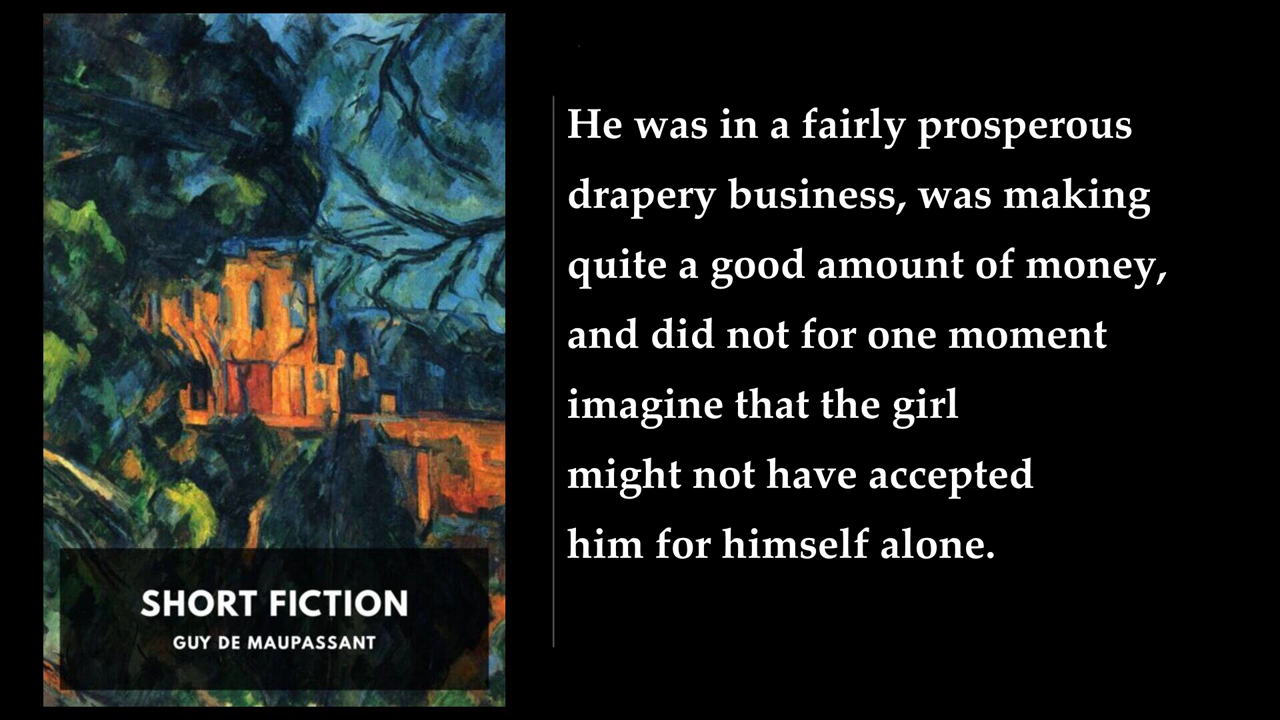 SHORT FICTION
GUY DE MAUPASSANT
He was in a fairly prosperous
drapery business, was making
quite a good amount of money,
and did not for one moment
imagine that the girl
might not have accepted
him for himself alone.